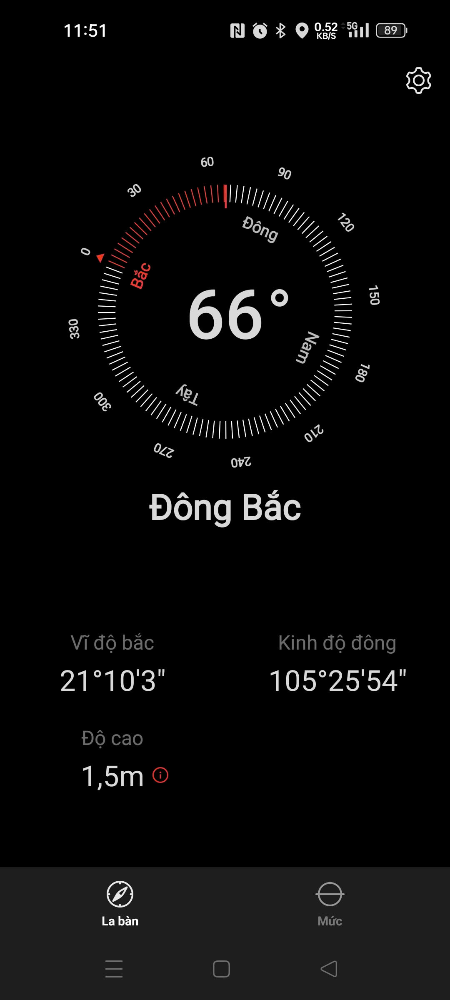 11:51
0.52
KB/S
5G
89
60
90
30
120
0
Đông
Bắc
66°
150
330
Nam
180
Tây
300
210
270
240
Đông Bắc
Vĩ độ bắc
Kinh độ đông
21°10'3"
105°25'54"
Độ cao
1,5m
La bàn
Mức